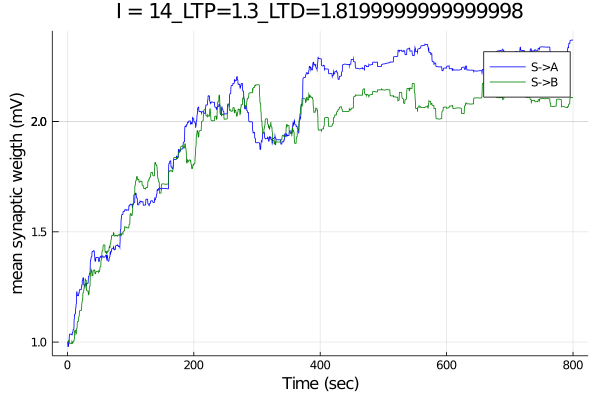 I = 14_LTP=1.3_LTD=1.8199999999999998
mean synaptic weigth (mV)
2.0
1.5
1.0
S->A
S->B
0 200 400 600 800
Time (sec)